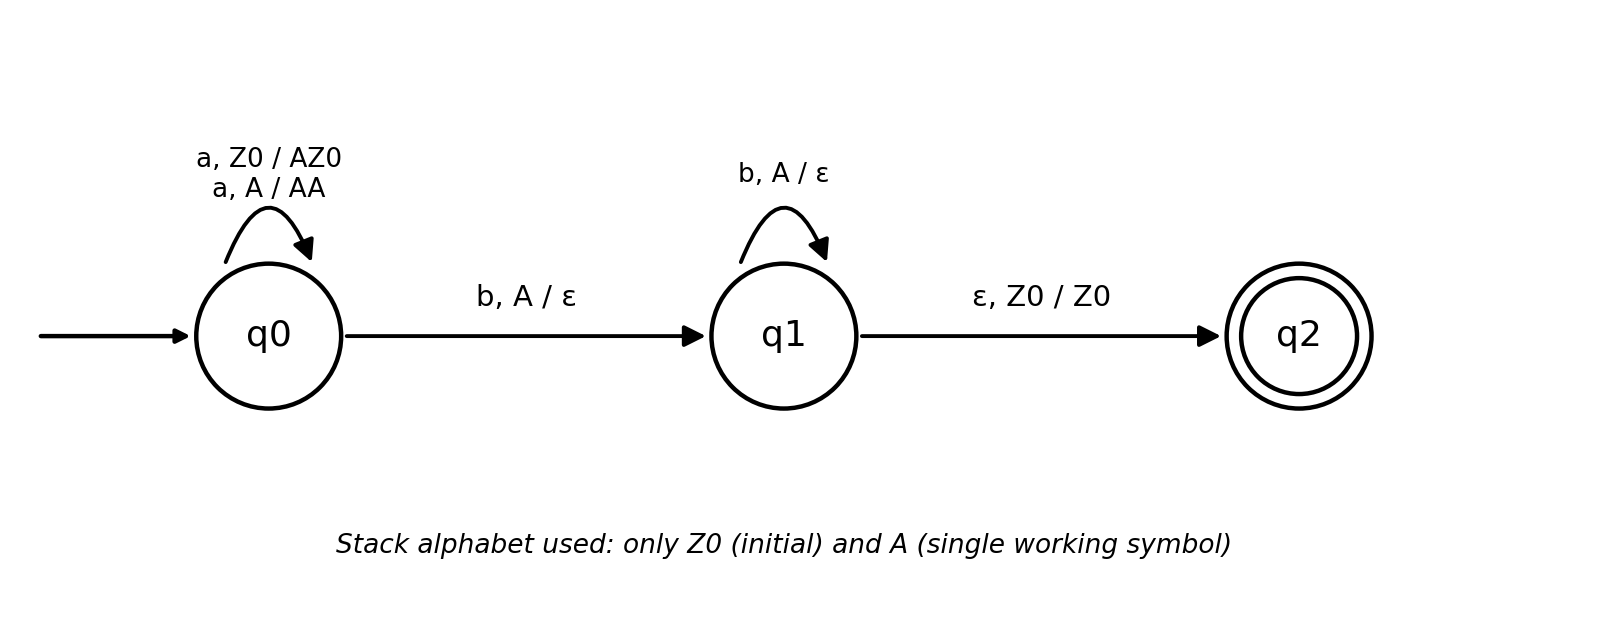 a, Z0 / AZ0
a, A / AA
b, A / ε
b, A / ε
ε, Z0 / Z0
q0
q1
q2
Stack alphabet used: only Z0 (initial) and A (single working symbol)